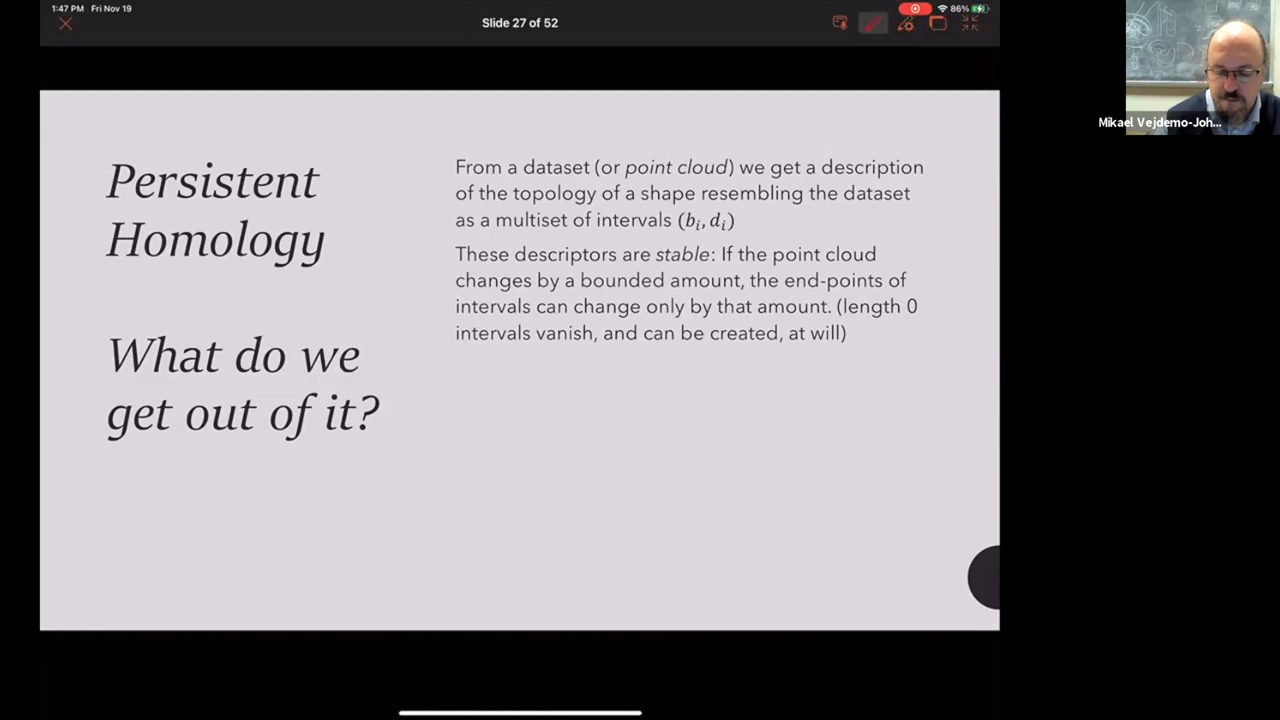 1:47 PM Fri Nov 19
86%
Slide 27 of 52
Persistent
Homology
What do we
get out of it?
From a dataset (or point cloud) we get a description
of the topology of a shape resembling the dataset
as a multiset of intervals (bᵢ, dᵢ)
These descriptors are stable: If the point cloud
changes by a bounded amount, the end-points of
intervals can change only by that amount. (length 0
intervals vanish, and can be created, at will)
Mikael Vejdemo-Joh...